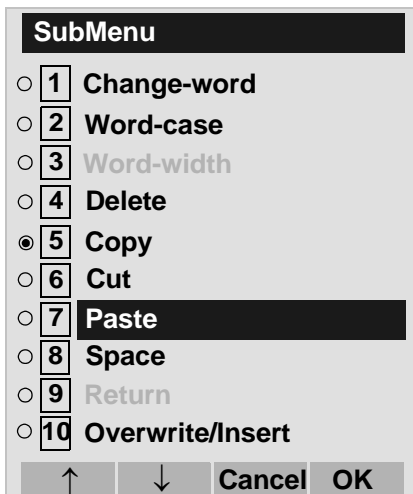 SubMenu
1 Change-word
2 Word-case
3 Word-width
4 Delete
5 Copy
6 Cut
7 Paste
8 Space
9 Return
10 Overwrite/Insert
↑ ↓ Cancel OK